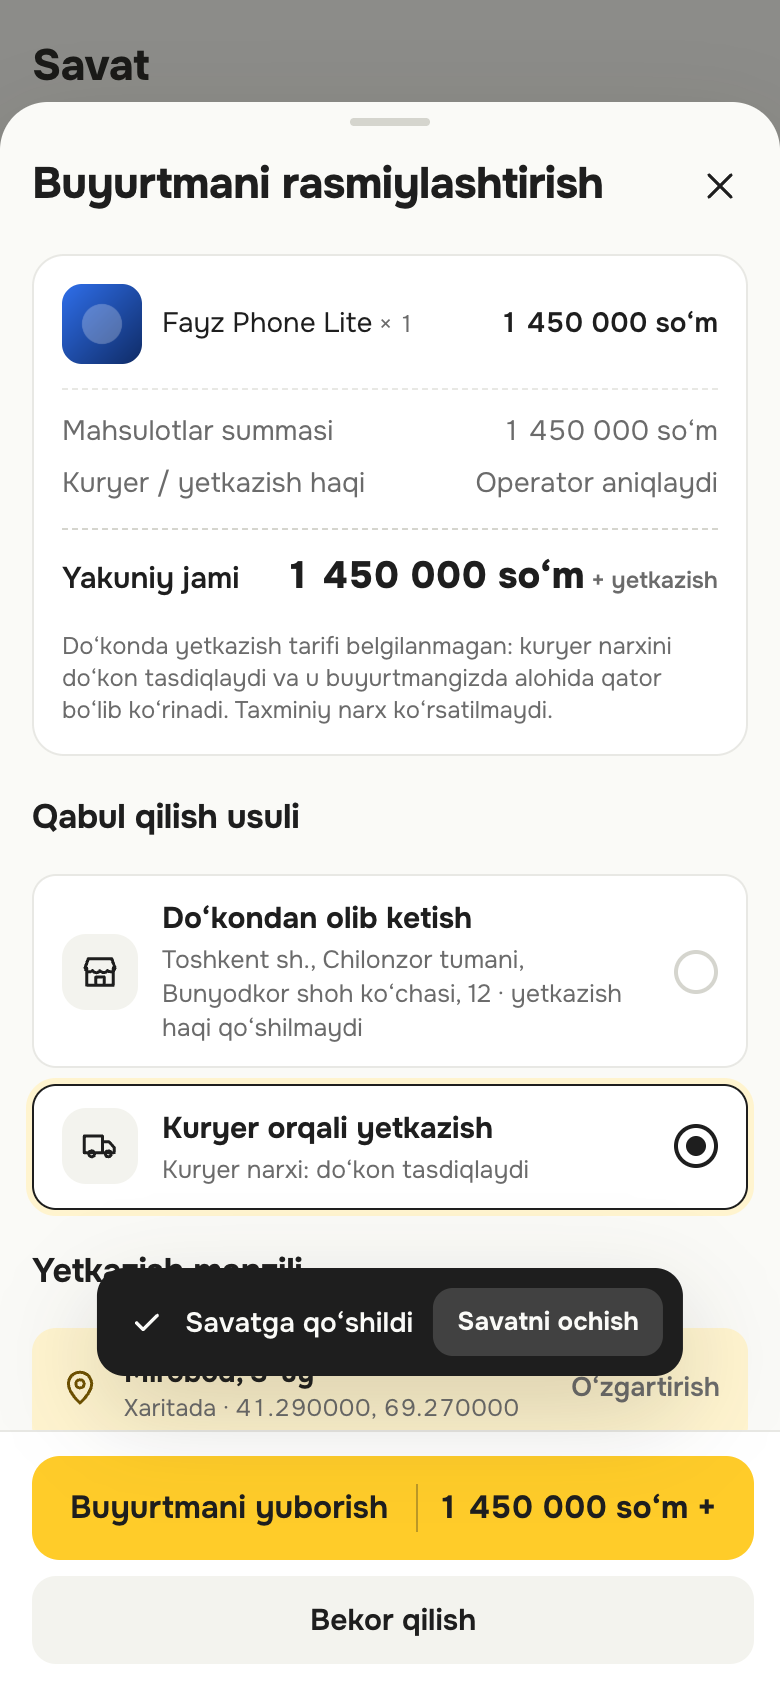 Savat
Buyurtmani rasmiylashtirish
Fayz Phone Lite × 1
1 450 000 so‘m
Mahsulotlar summasi
1 450 000 so‘m
Kuryer / yetkazish haqi
Operator aniqlaydi
Yakuniy jami
1 450 000 so‘m + yetkazish
Do‘konda yetkazish tarifi belgilanmagan: kuryer narxini
do‘kon tasdiqlaydi va u buyurtmangizda alohida qator
bo‘lib ko‘rinadi. Taxminiy narx ko‘rsatilmaydi.
Qabul qilish usuli
Do‘kondan olib ketish
Toshkent sh., Chilonzor tumani,
Bunyodkor shoh ko‘chasi, 12 · yetkazish
haqi qo‘shilmaydi
Kuryer orqali yetkazish
Kuryer narxi: do‘kon tasdiqlaydi
Yetkazish manzili
Savatga qo‘shildi
Savatni ochish
Mirobod, 8-uy
O‘zgartirish
Xaritada · 41.290000, 69.270000
Buyurtmani yuborish
1 450 000 so‘m +
Bekor qilish